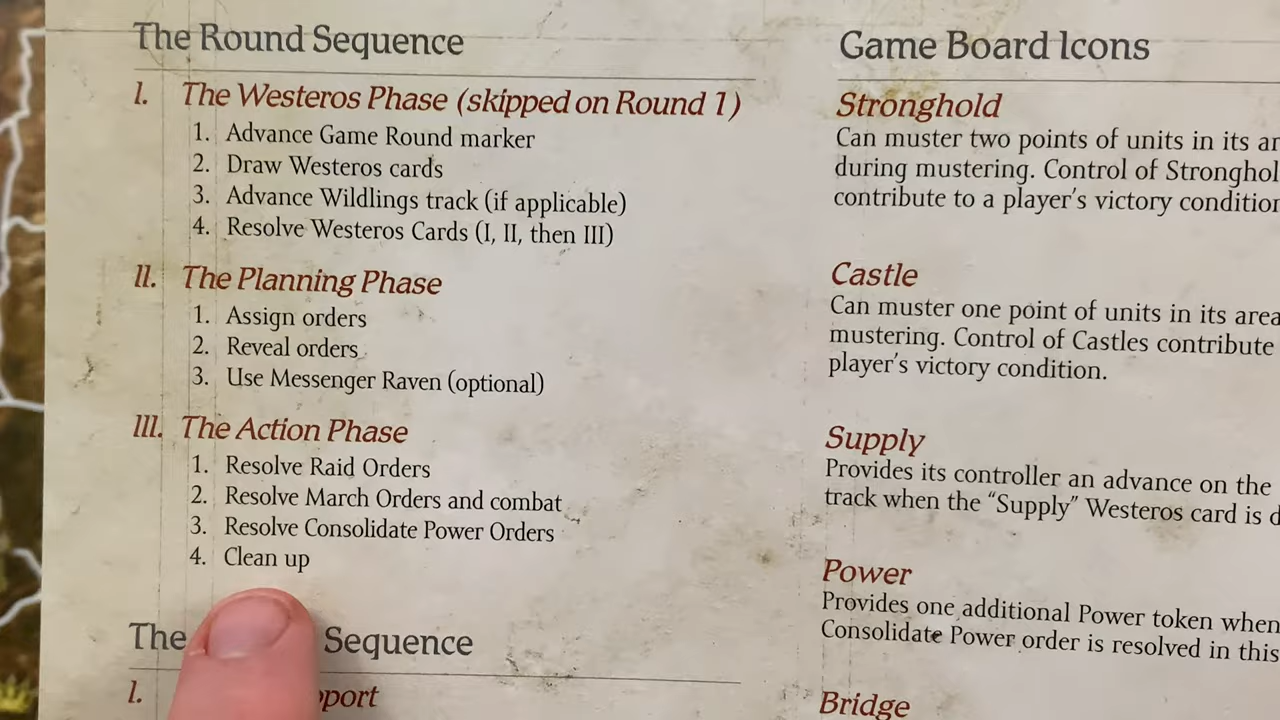 The Round Sequence
I. The Westeros Phase (skipped on Round 1)
1. Advance Game Round marker
2. Draw Westeros cards
3. Advance Wildlings track (if applicable)
4. Resolve Westeros Cards (I, II, then III)
II. The Planning Phase
1. Assign orders
2. Reveal orders
3. Use Messenger Raven (optional)
III. The Action Phase
1. Resolve Raid Orders
2. Resolve March Orders and combat
3. Resolve Consolidate Power Orders
4. Clean up
The Sequence
I.
Game Board Icons
Stronghold
Can muster two points of units in its
during mustering. Control of
contribute to a player's victory
Castle
Can muster one point of units in its area
mustering. Control of Castles contribute
player's victory condition.
Supply
Provides its controller an advance on the
track when the “Supply” Westeros card is
Power
Provides one additional Power token when
Consolidate Power order is resolved in this
Bridge